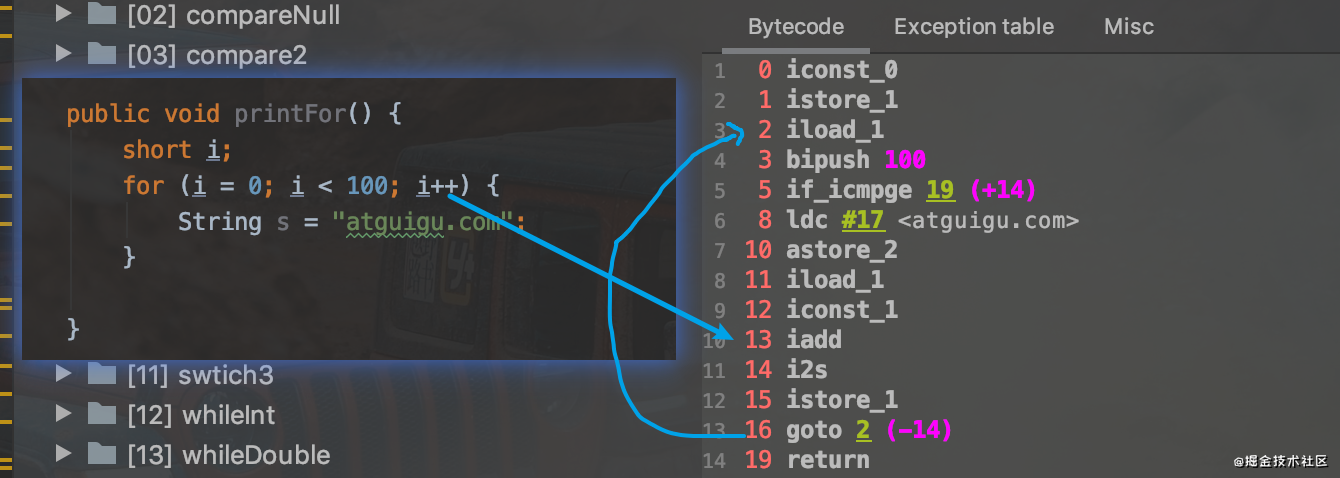 [02] compareNull
[03] compare2
public void printFor() {
short i;
for (i = 0; i < 100; i++) {
String s = "atguigu.com";
}
}
[11] swtich3
[12] whileInt
[13] whileDouble
Bytecode Exception table Misc
1 0 iconst_0
2 1 istore_1
3 2 iload_1
4 3 bipush 100
5 5 if_icmpge 19 (+14)
6 8 ldc #17 <atguigu.com>
7 10 astore_2
8 11 iload_1
9 12 iconst_1
10 13 iadd
11 14 i2s
12 15 istore_1
13 16 goto 2 (-14)
14 19 return
@掘金技术社区